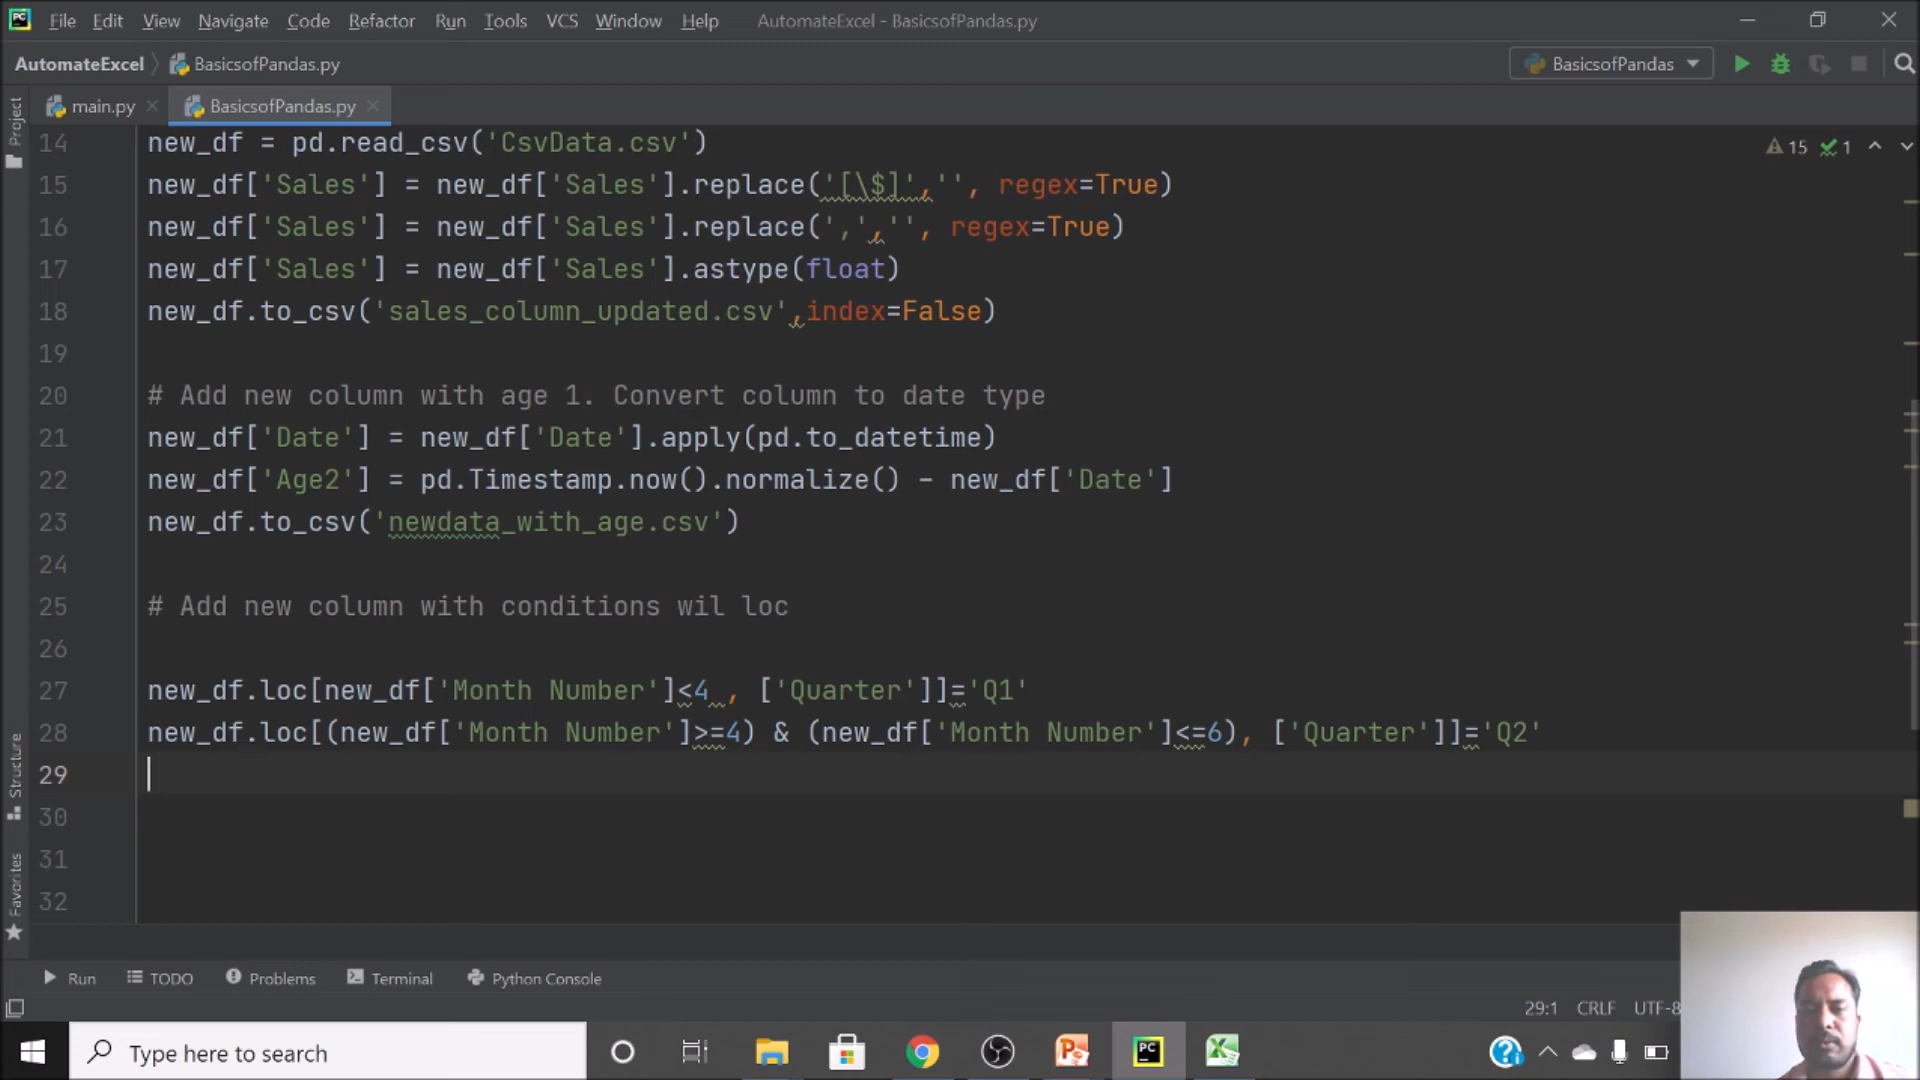 File Edit View Navigate Code Refactor Run Tools VCS Window Help AutomateExcel - BasicsofPandas.py
AutomateExcel BasicsofPandas.py BasicsofPandas
main.py BasicsofPandas.py
Project
14 new_df = pd.read_csv('CsvData.csv')
15 1
15 new_df['Sales'] = new_df['Sales'].replace('[\$]','', regex=True)
16 new_df['Sales'] = new_df['Sales'].replace(',','', regex=True)
17 new_df['Sales'] = new_df['Sales'].astype(float)
18 new_df.to_csv('sales_column_updated.csv',index=False)
19
20 # Add new column with age 1. Convert column to date type
21 new_df['Date'] = new_df['Date'].apply(pd.to_datetime)
22 new_df['Age2'] = pd.Timestamp.now().normalize() - new_df['Date']
23 new_df.to_csv('newdata_with_age.csv')
24
25 # Add new column with conditions wil loc
26
27 new_df.loc[new_df['Month Number']<4 , ['Quarter']]='Q1'
28 new_df.loc[(new_df['Month Number']>=4) & (new_df['Month Number']<=6), ['Quarter']]='Q2'
29
30
31
32
Structure
Favorites
Run TODO Problems Terminal Python Console
29:1 CRLF UTF-8
Type here to search